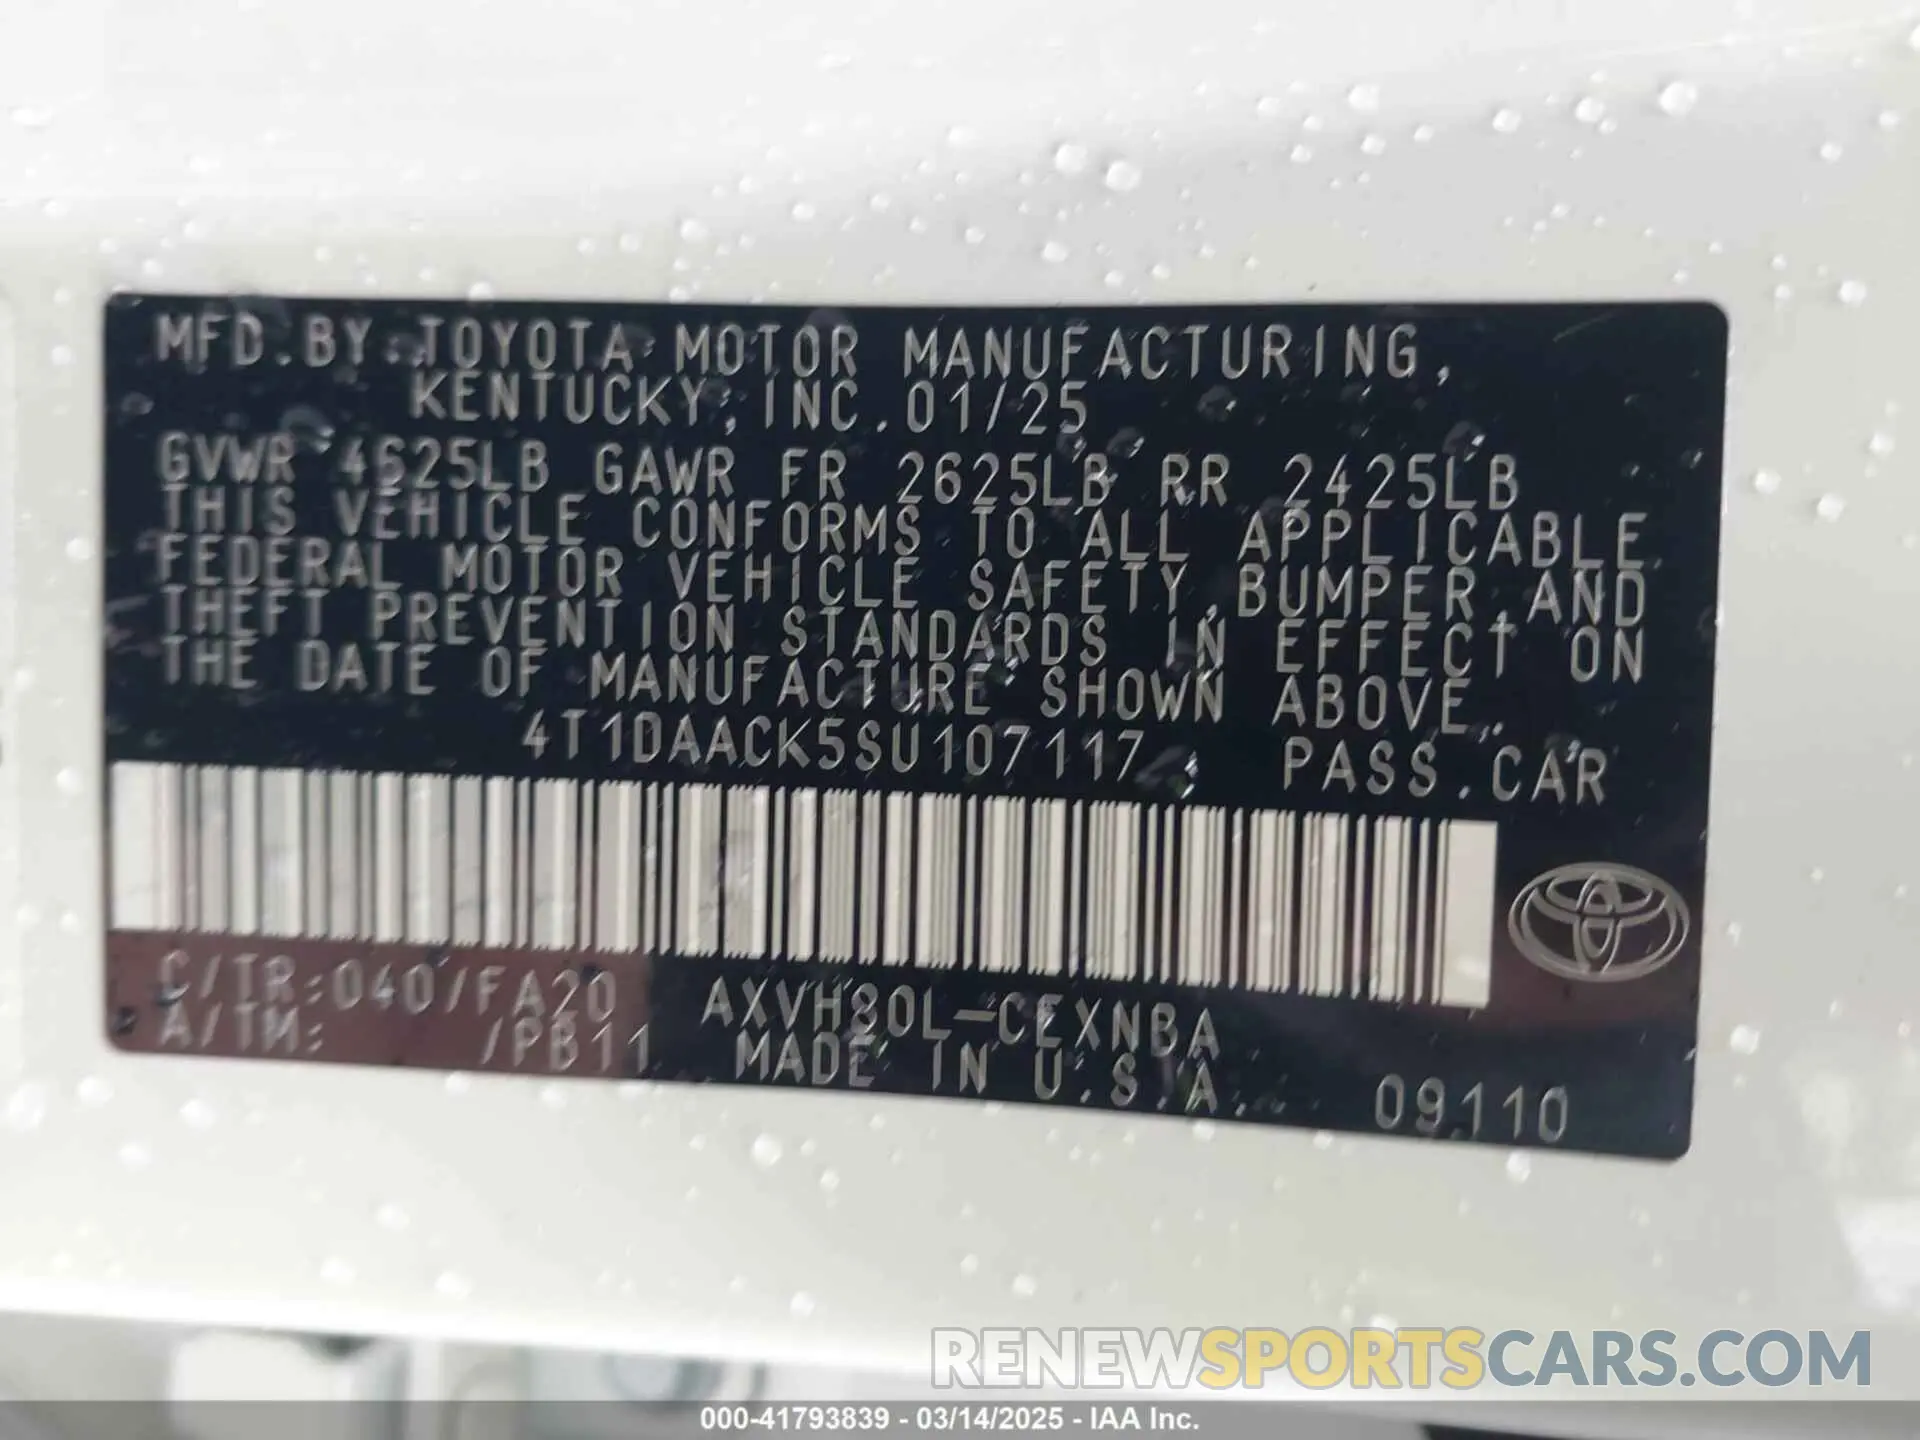 MFD.BY TOYOTA MOTOR MANUFACTURING,
KENTUCKY, INC. 01/25
GVWR 4625LB GAWR FR 2625LB RR 2425LB
THIS VEHICLE CONFORMS TO ALL APPLICABLE
FEDERAL MOTOR VEHICLE SAFETY, BUMPER, AND
THEFT PREVENTION STANDARDS IN EFFECT ON
THE DATE OF MANUFACTURE SHOWN ABOVE.
4T1DAACK5SU107117 PASS.CAR
C/TR:040/FA20 AXVH80L-CEXNBA
A/TM: /PB11 MADE IN U.S.A. 09110
RENEWSPORTSCARS.COM
000-41793839 - 03/14/2025 - IAA Inc.